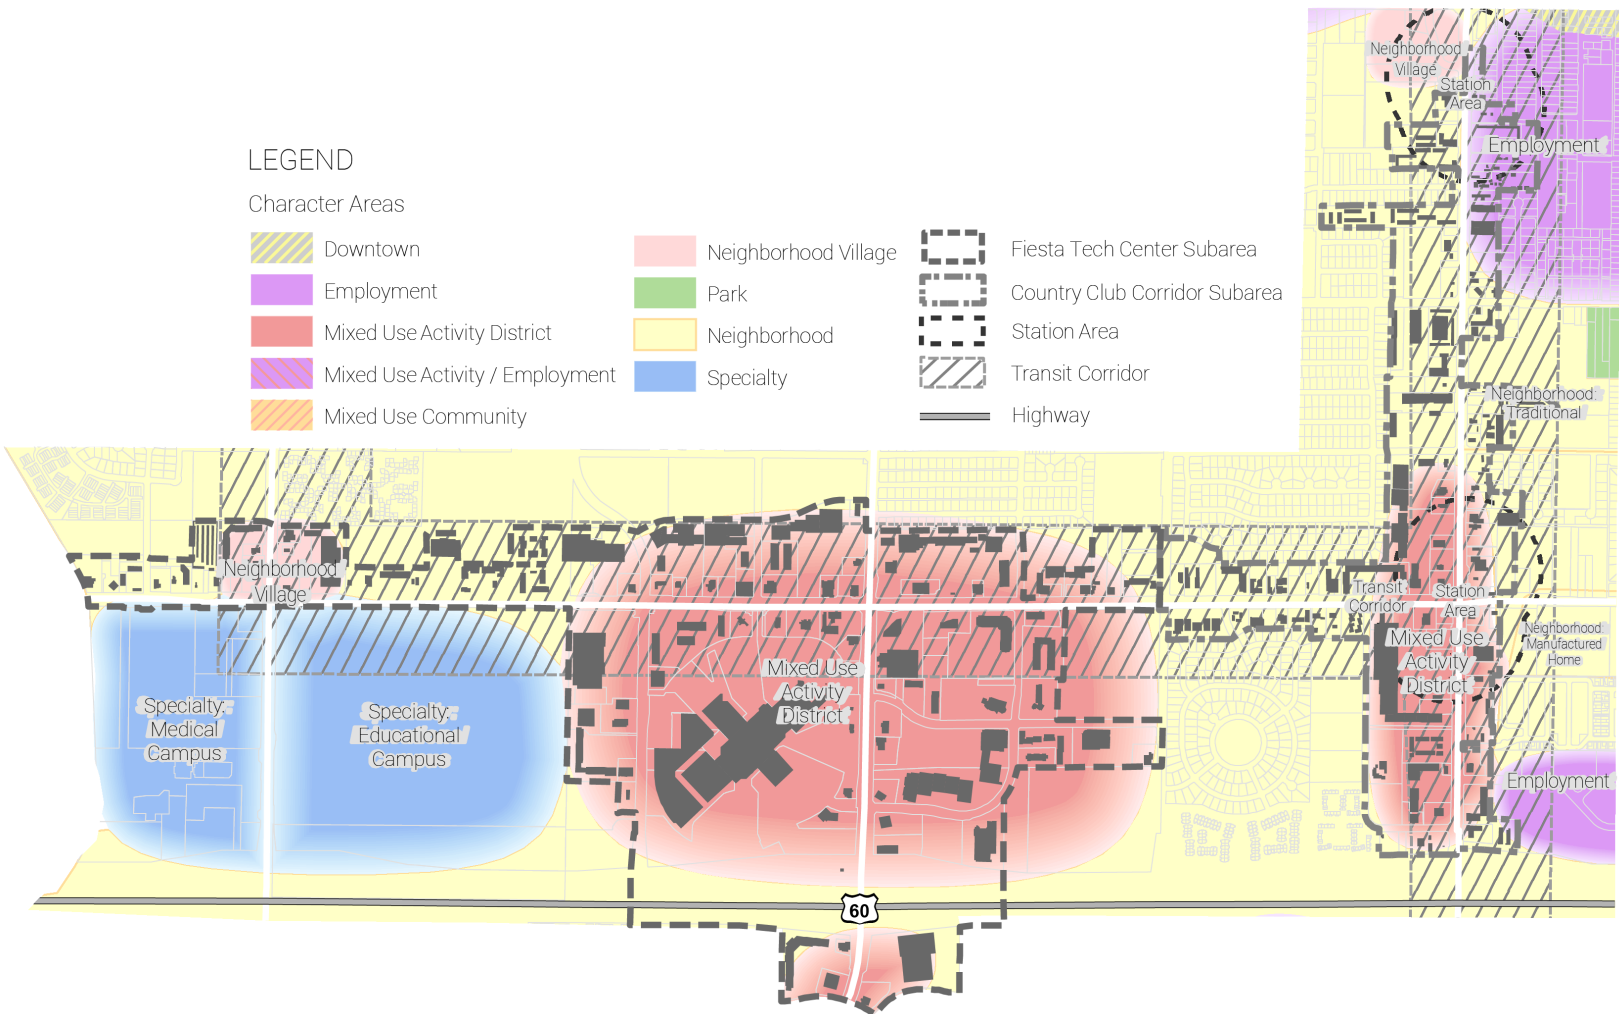 LEGEND
Character Areas
Downtown
Employment
Mixed Use Activity District
Mixed Use Activity / Employment
Mixed Use Community
Neighborhood Village
Park
Neighborhood
Specialty
Fiesta Tech Center Subarea
Country Club Corridor Subarea
Station Area
Transit Corridor
Highway
Neighborhood
Village
Station
Area
Employment
Neighborhood:
Traditional
Neighborhood
Village
Transit
Corridor
Station
Area
Mixed Use
Activity
District
Neighborhood:
Manufactured
Home
Mixed Use
Activity
District
Specialty:
Medical
Campus
Specialty:
Educational
Campus
Employment
60